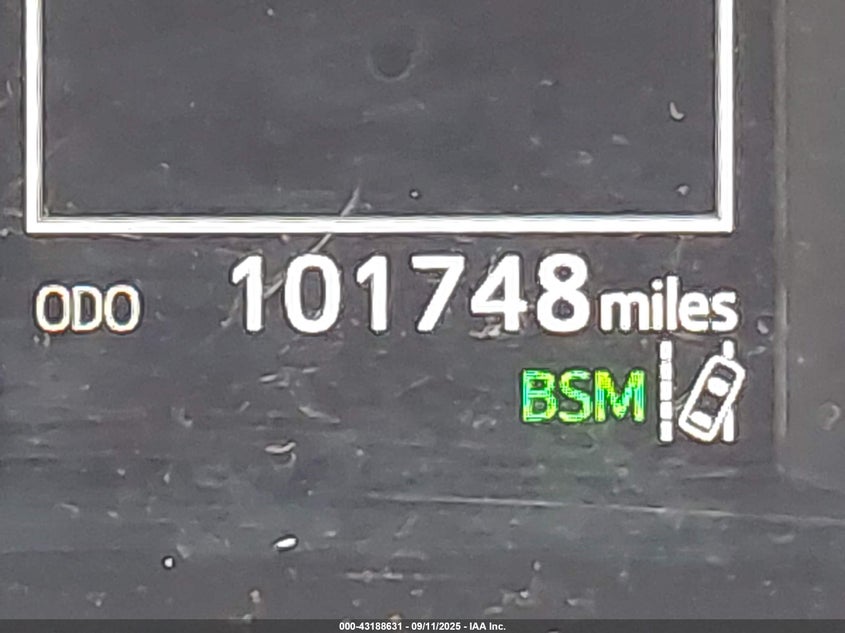 ODO 101748 miles
BSM
000-43188631 - 09/11/2025 - IAA Inc.